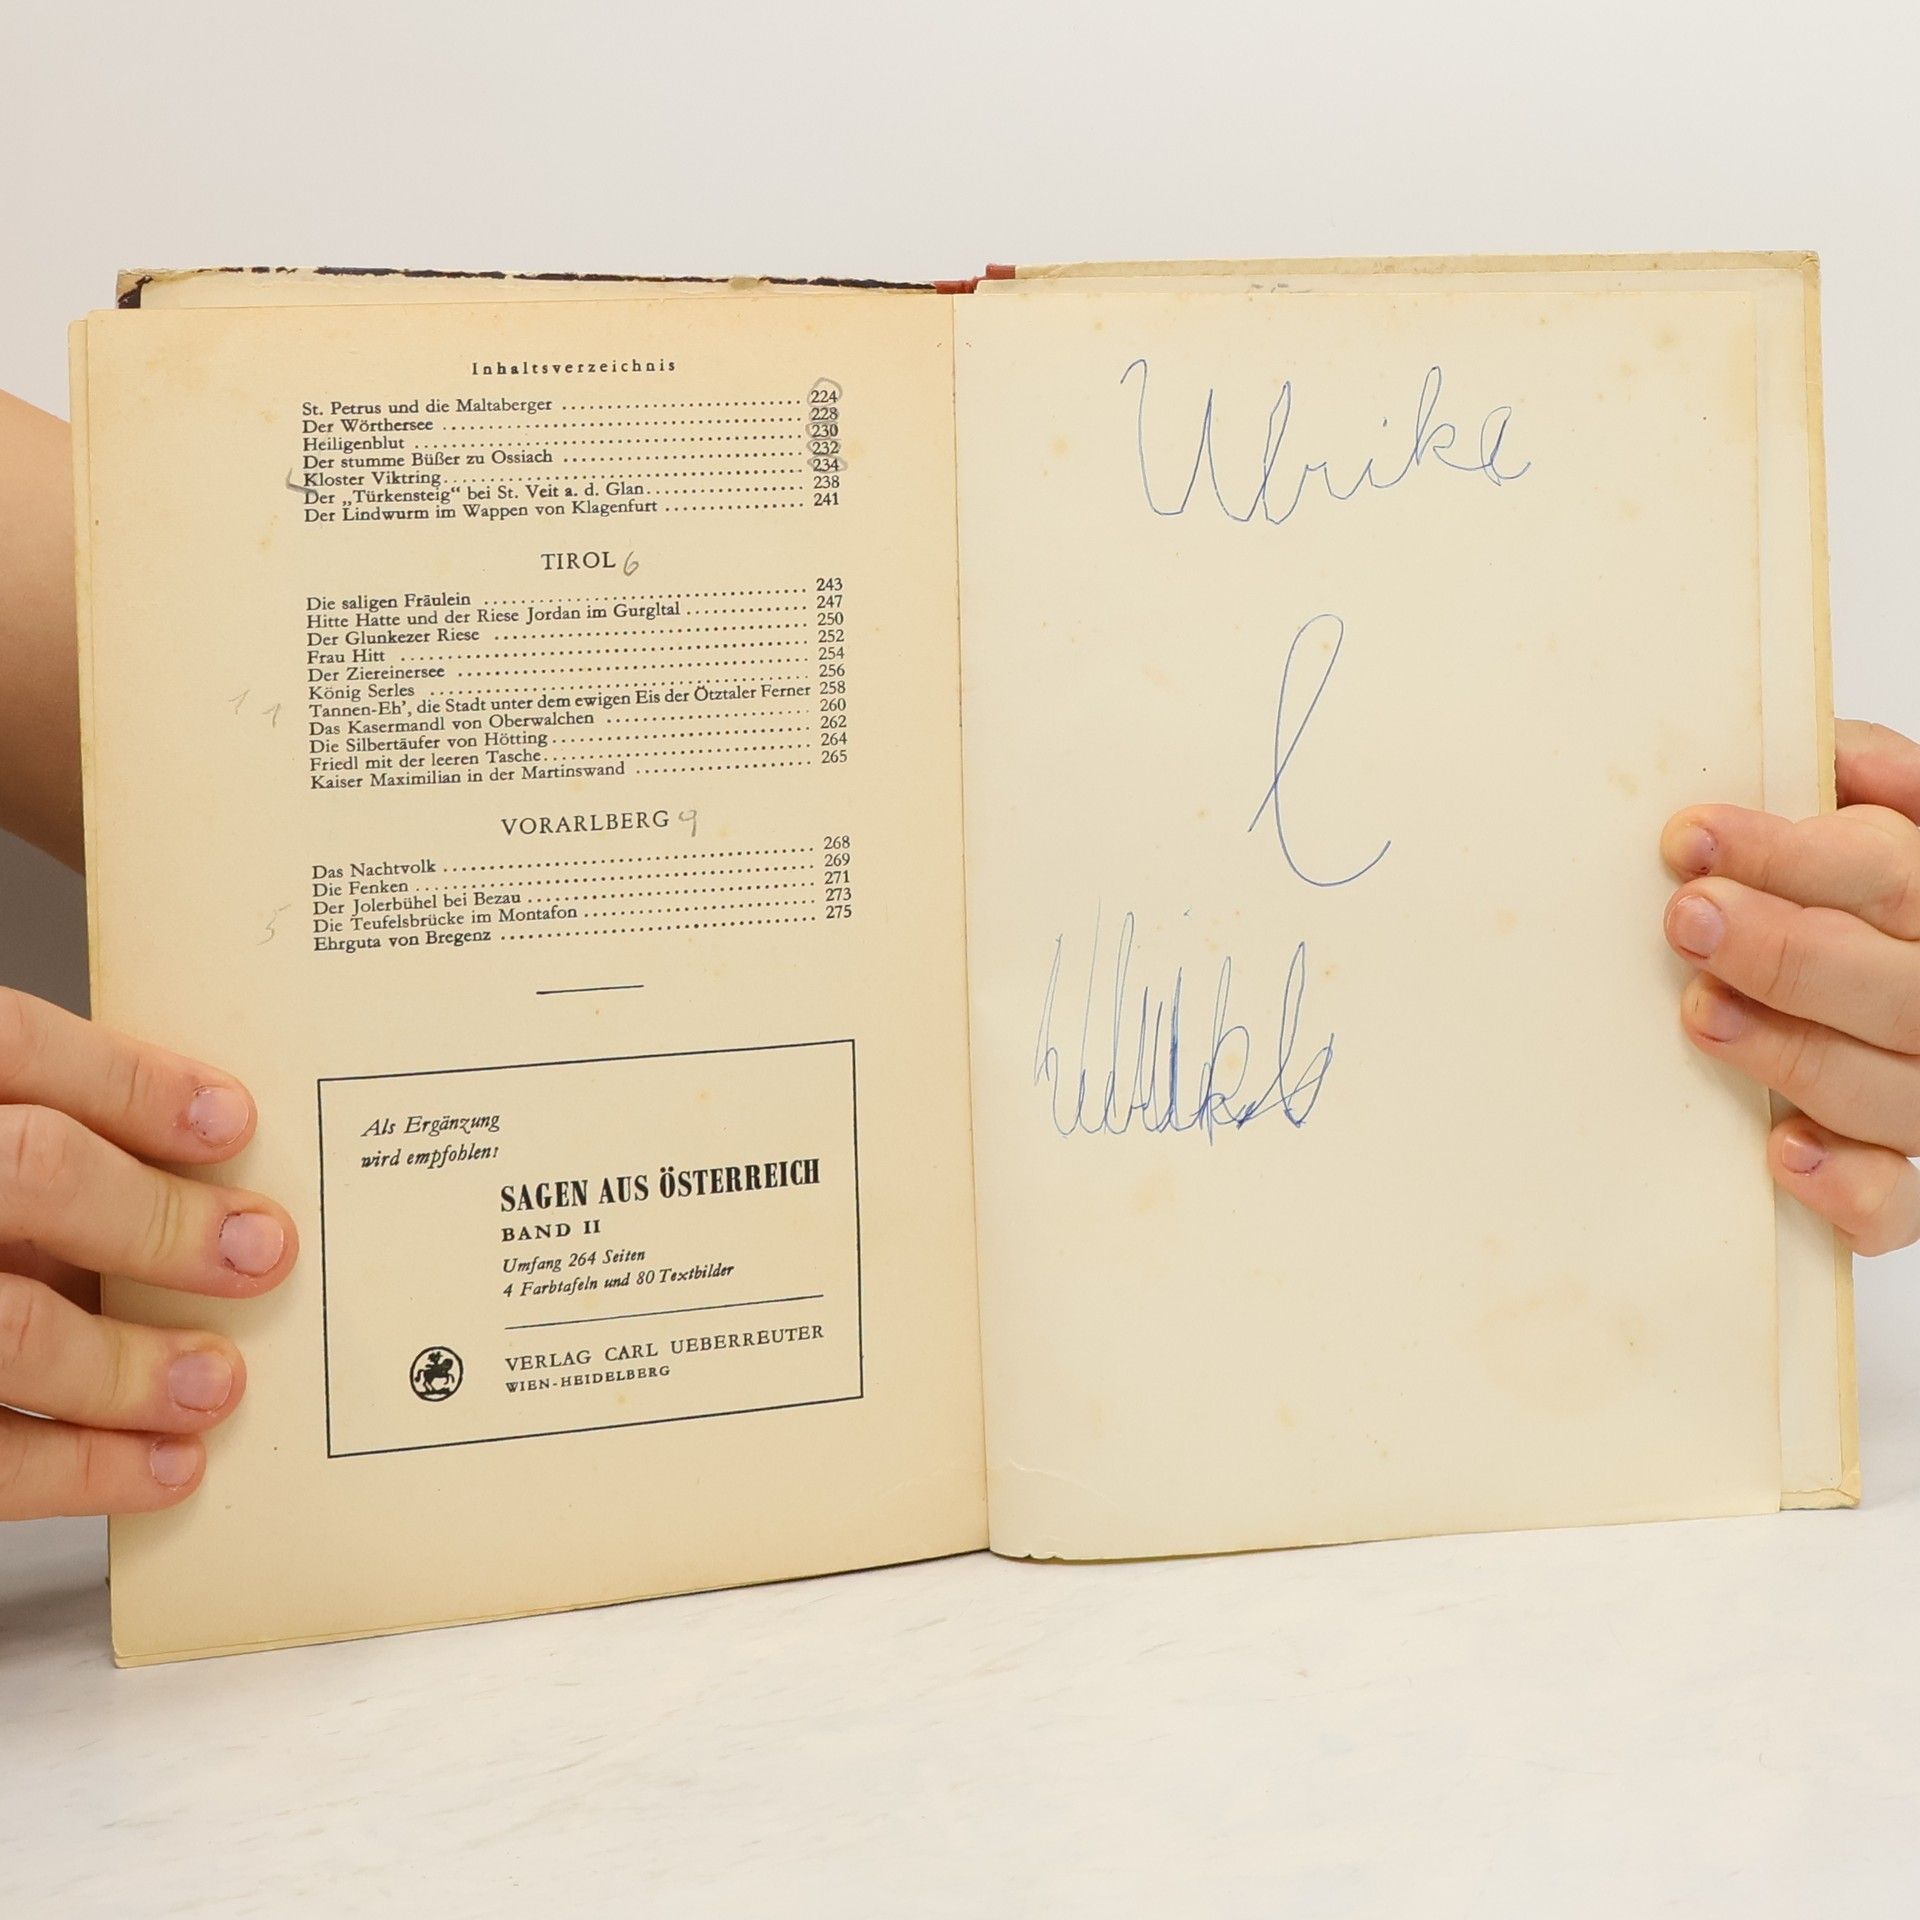 Inhaltsverzeichnis
St. Petrus und die Maltaberger ........................... 224
Der Wörthersee ........................................ 228
Heiligenblut ........................................... 230
Der stumme Büßer zu Ossiach ........................... 232
Kloster Viktring........................................ 234
Der „Türkensteig“ bei St. Veit a. d. Glan................. 238
Der Lindwurm im Wappen von Klagenfurt ................ 241
TIROL 6
Die saligen Fräulein .................................... 243
Hitte Hatte und der Riese Jordan im Gurgltal ............. 247
Der Glunkezer Riese ................................... 250
Frau Hitt ............................................. 252
Der Ziereinersee ....................................... 254
König Serles .......................................... 256
1 1 Tannen-Eh’, die Stadt unter dem ewigen Eis der Ötztaler Ferner 258
Das Kasermandl von Oberwalchen ....................... 260
Die Silbertäufer von Hötting............................. 262
Friedl mit der leeren Tasche.............................. 264
Kaiser Maximilian in der Martinswand ................... 265
VORARLBERG 9
Das Nachtvolk ......................................... 268
Die Fenken ............................................ 269
Der Jolerbühel bei Bezau ................................ 271
5 Die Teufelsbrücke im Montafon .......................... 273
Ehrguta von Bregenz ................................... 275
Als Ergänzung
wird empfohlen:
SAGEN AUS ÖSTERREICH
BAND II
Umfang 264 Seiten
4 Farbtafeln und 80 Textbilder
VERLAG CARL UEBERREUTER
WIEN-HEIDELBERG
Ulrike
l
Ulrike